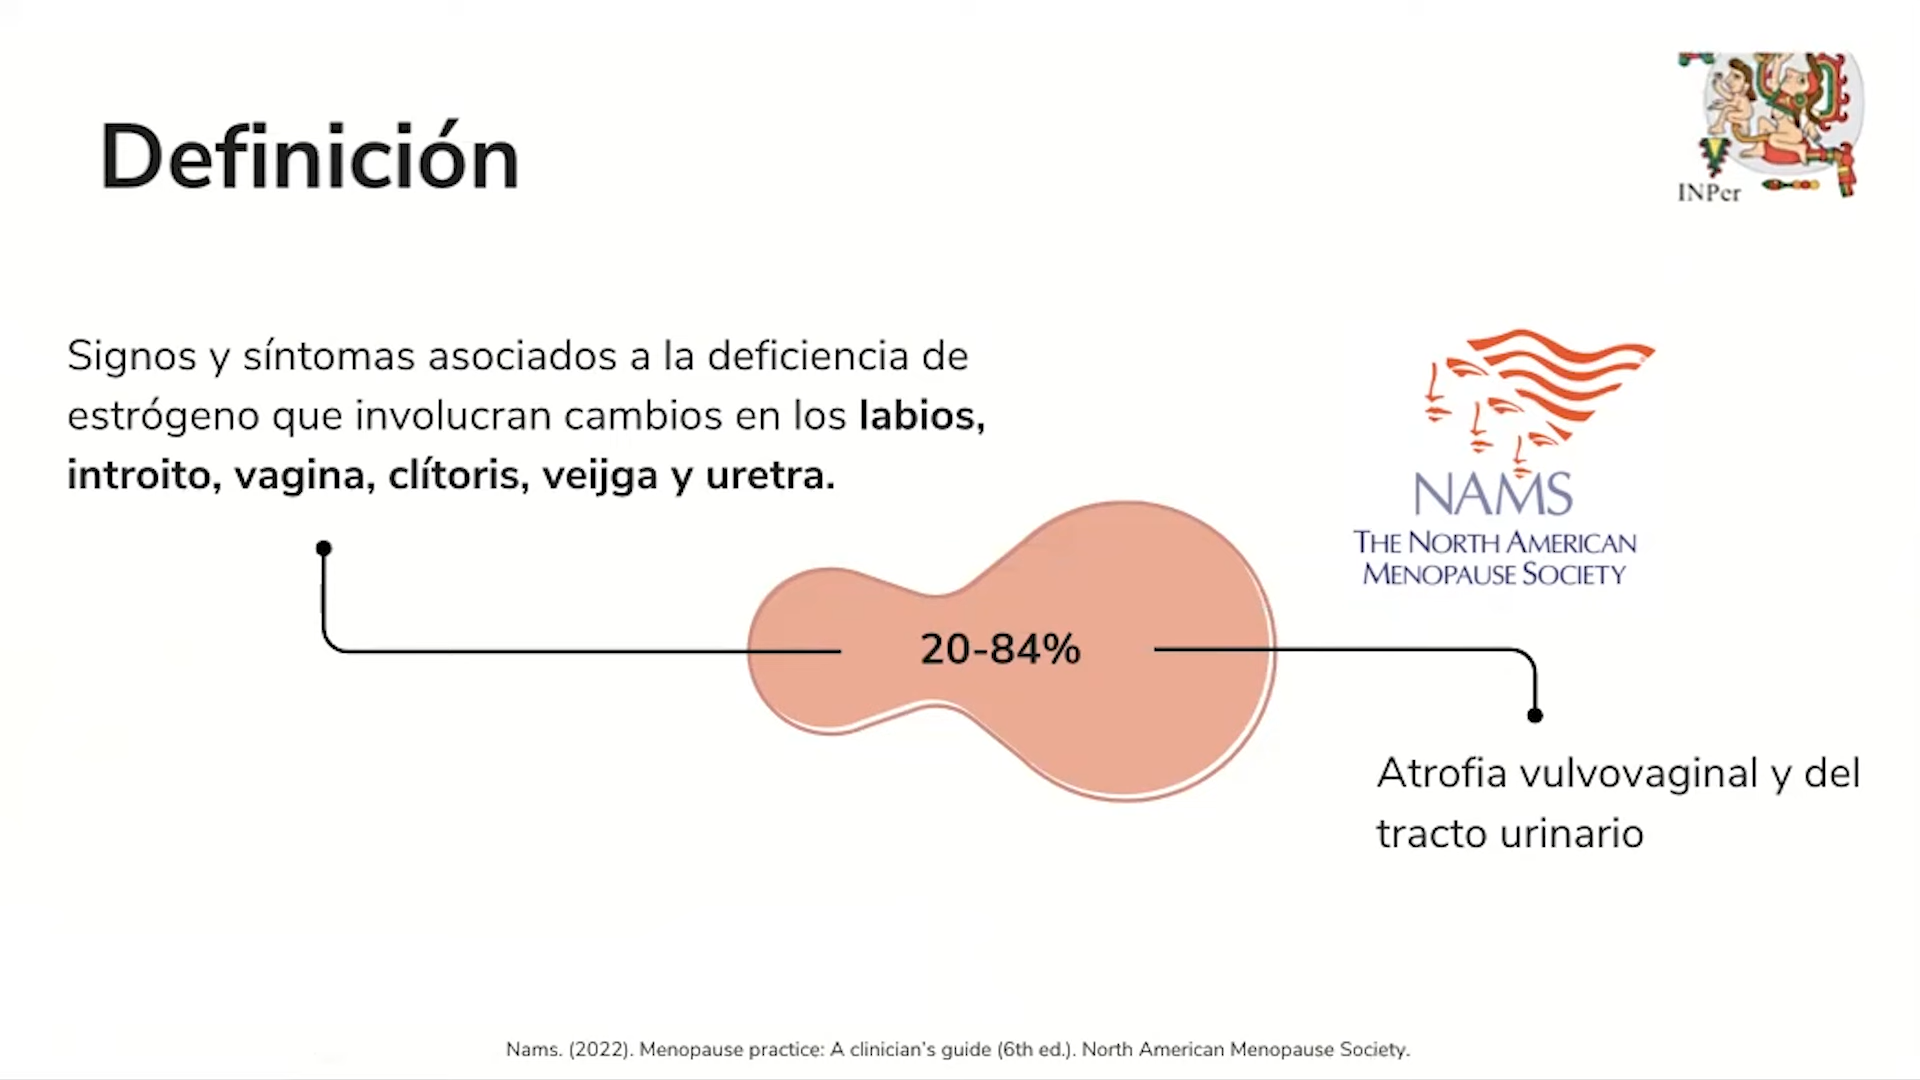 INPer
Definición
Signos y síntomas asociados a la deficiencia de
estrógeno que involucran cambios en los labios,
introito, vagina, clítoris, veijga y uretra.
NAMS
THE NORTH AMERICAN
MENOPAUSE SOCIETY
20-84%
Atrofia vulvovaginal y del
tracto urinario
Nams. (2022). Menopause practice: A clinician's guide (6th ed.). North American Menopause Society.